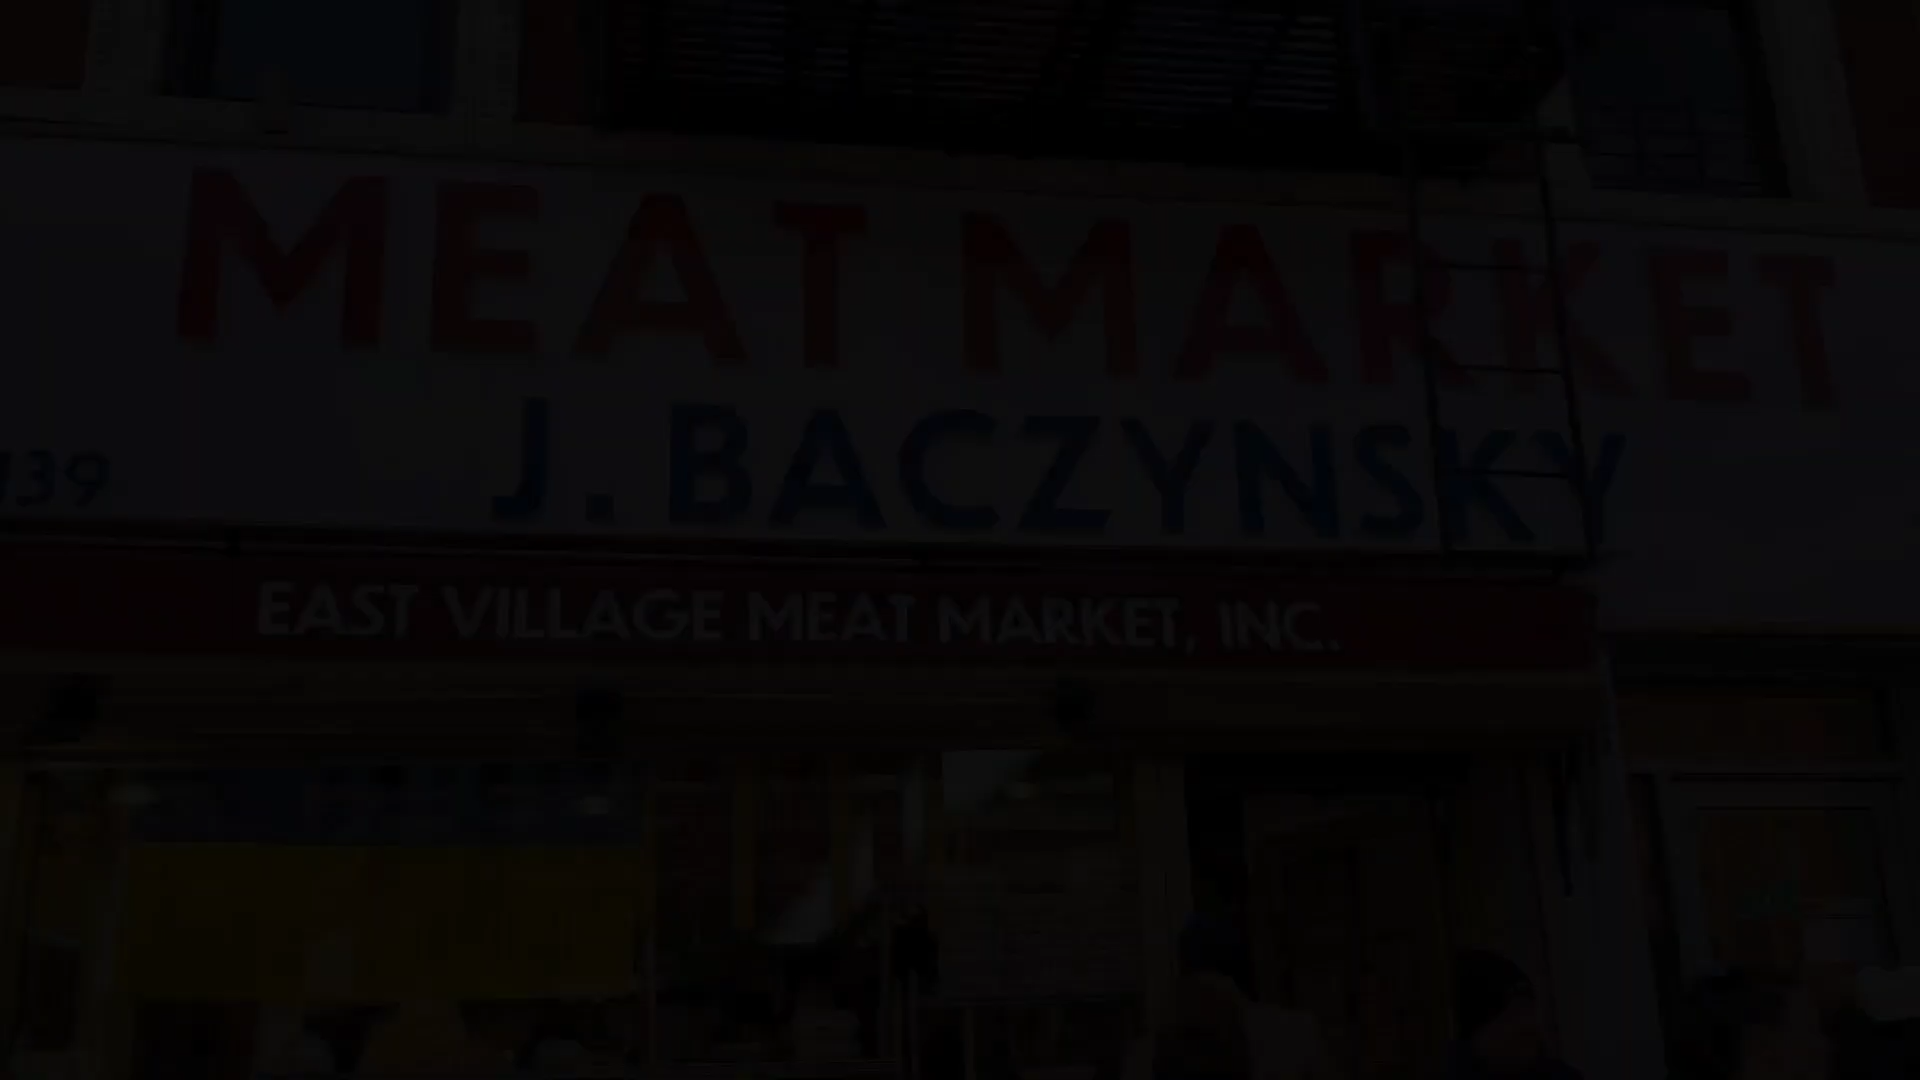 MEAT MARKET
J. BACZYNSKY
139
EAST VILLAGE MEAT MARKET, INC.